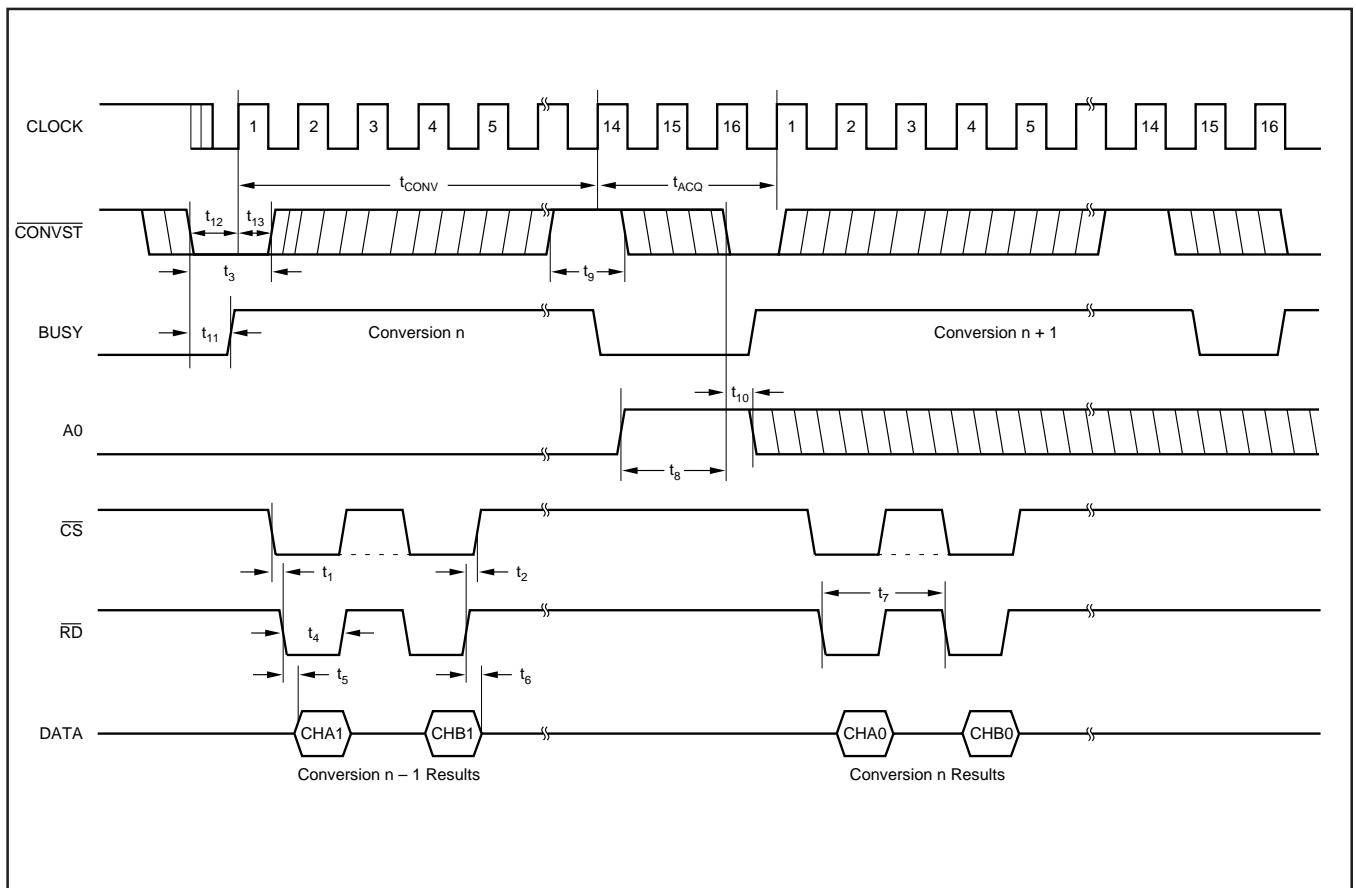 CLOCK 1 2 3 4 5 14 15 16 1 2 3 4 5 14 15 16
tCONV tACQ
CONVST t12 t13
t3 t9
BUSY t11 Conversion n Conversion n + 1
t10
A0
t8
CS
t1 t2
t7
RD t4
t5 t6
DATA CHA1 CHB1 CHA0 CHB0
Conversion n – 1 Results Conversion n Results